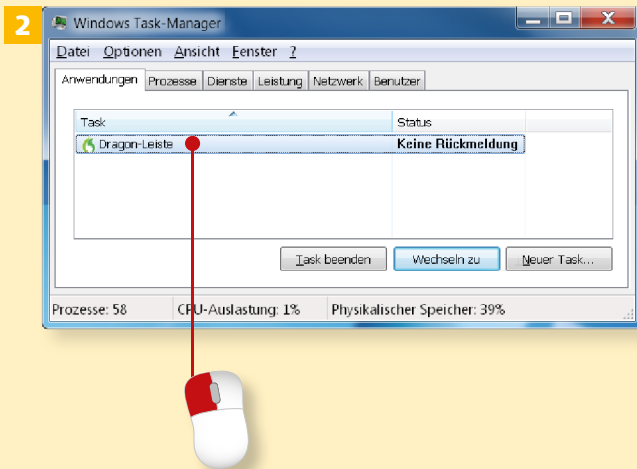 2
Windows Task-Manager
Datei Optionen Ansicht Fenster ?
Anwendungen Prozesse Dienste Leistung Netzwerk Benutzer
Task Status
Dragon-Leiste Keine Rückmeldung
Task beenden Wechseln zu Neuer Task...
Prozesse: 58 CPU-Auslastung: 1% Physikalischer Speicher: 39%